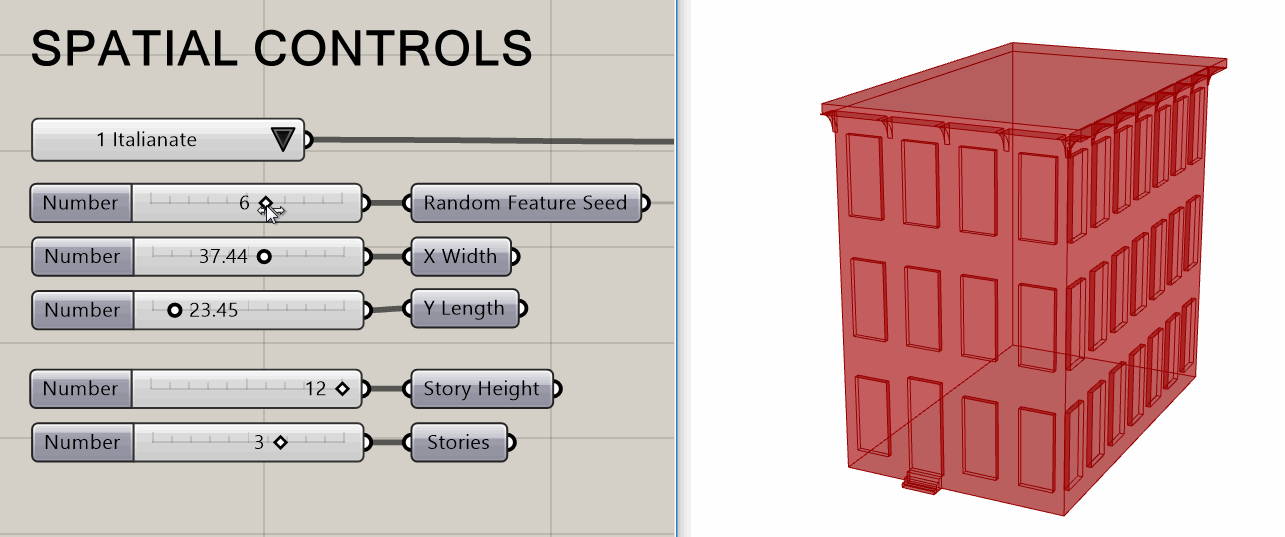 SPATIAL CONTROLS
1 Italianate
Number 6 Random Feature Seed
Number 37.44 X Width
Number 23.45 Y Length
Number 12 Story Height
Number 3 Stories